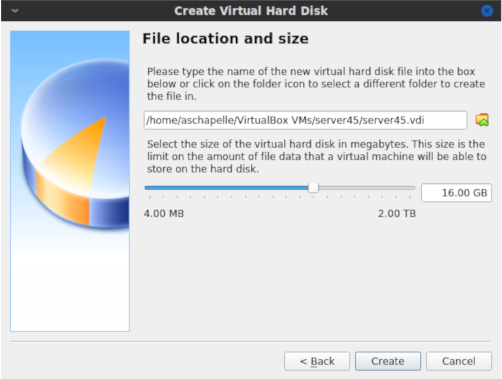 Create Virtual Hard Disk
File location and size
Please type the name of the new virtual hard disk file into the box
below or click on the folder icon to select a different folder to create
the file in.
/home/aschapelle/VirtualBox VMs/server45/server45.vdi
Select the size of the virtual hard disk in megabytes. This size is the
limit on the amount of file data that a virtual machine will be able to
store on the hard disk.
16.00 GB
4.00 MB 2.00 TB
< Back Create Cancel